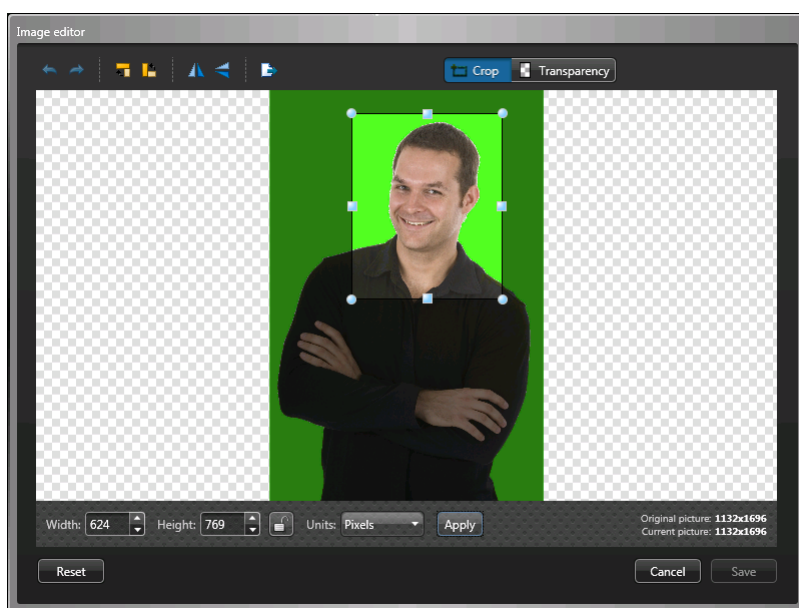 Image editor
Crop Transparency
Width: 624 Height: 769 Units: Pixels Apply
Original picture: 1132x1696
Current picture: 1132x1696
Reset Cancel Save